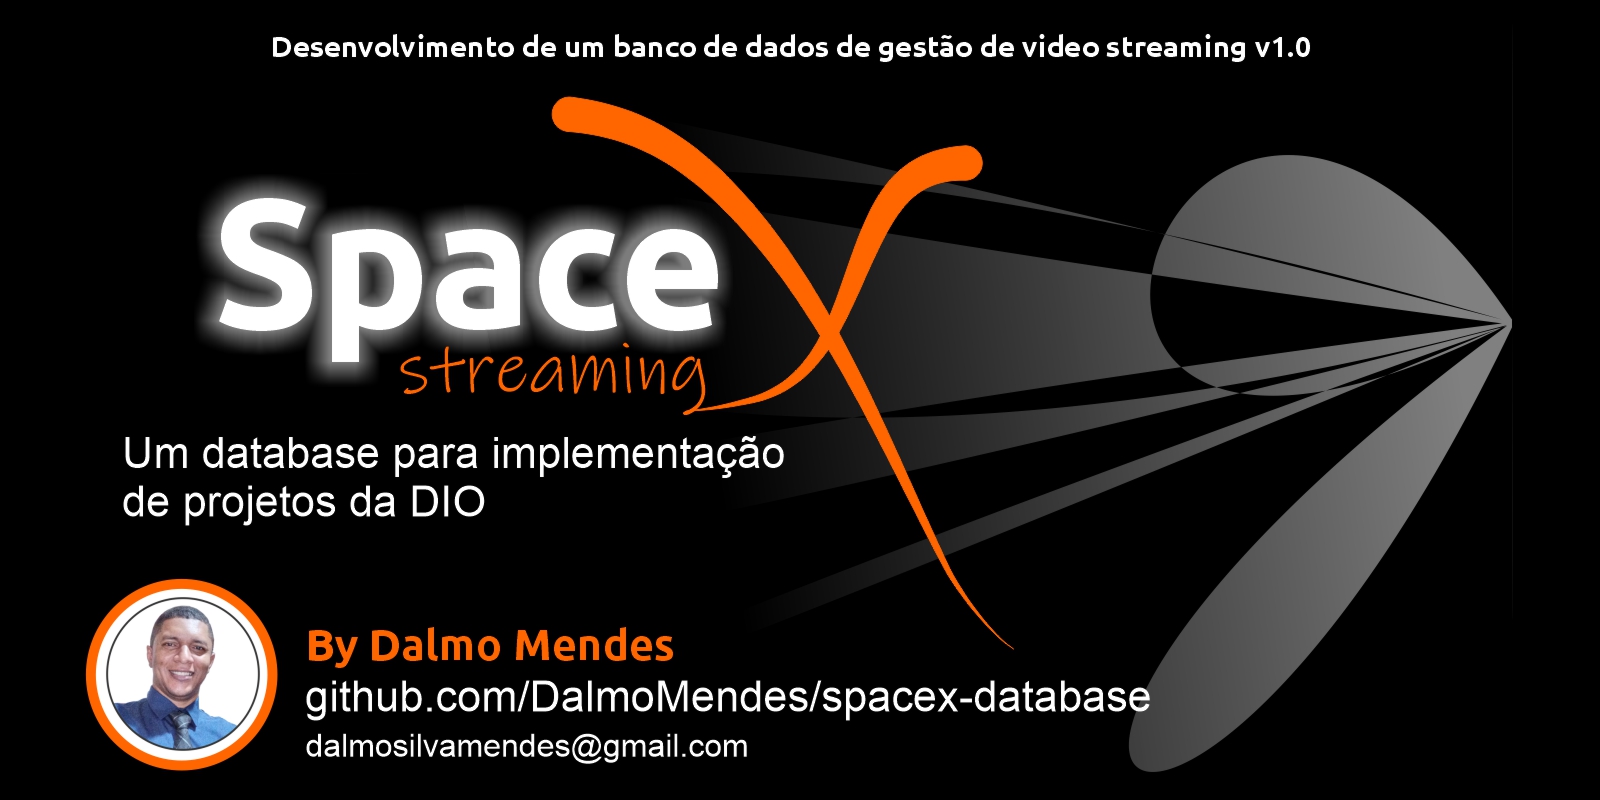 Desenvolvimento de um banco de dados de gestão de video streaming v1.0
Space X
streaming
Um database para implementação
de projetos da DIO
By Dalmo Mendes
github.com/DalmoMendes/spacex-database
dalmosilvamendes@gmail.com